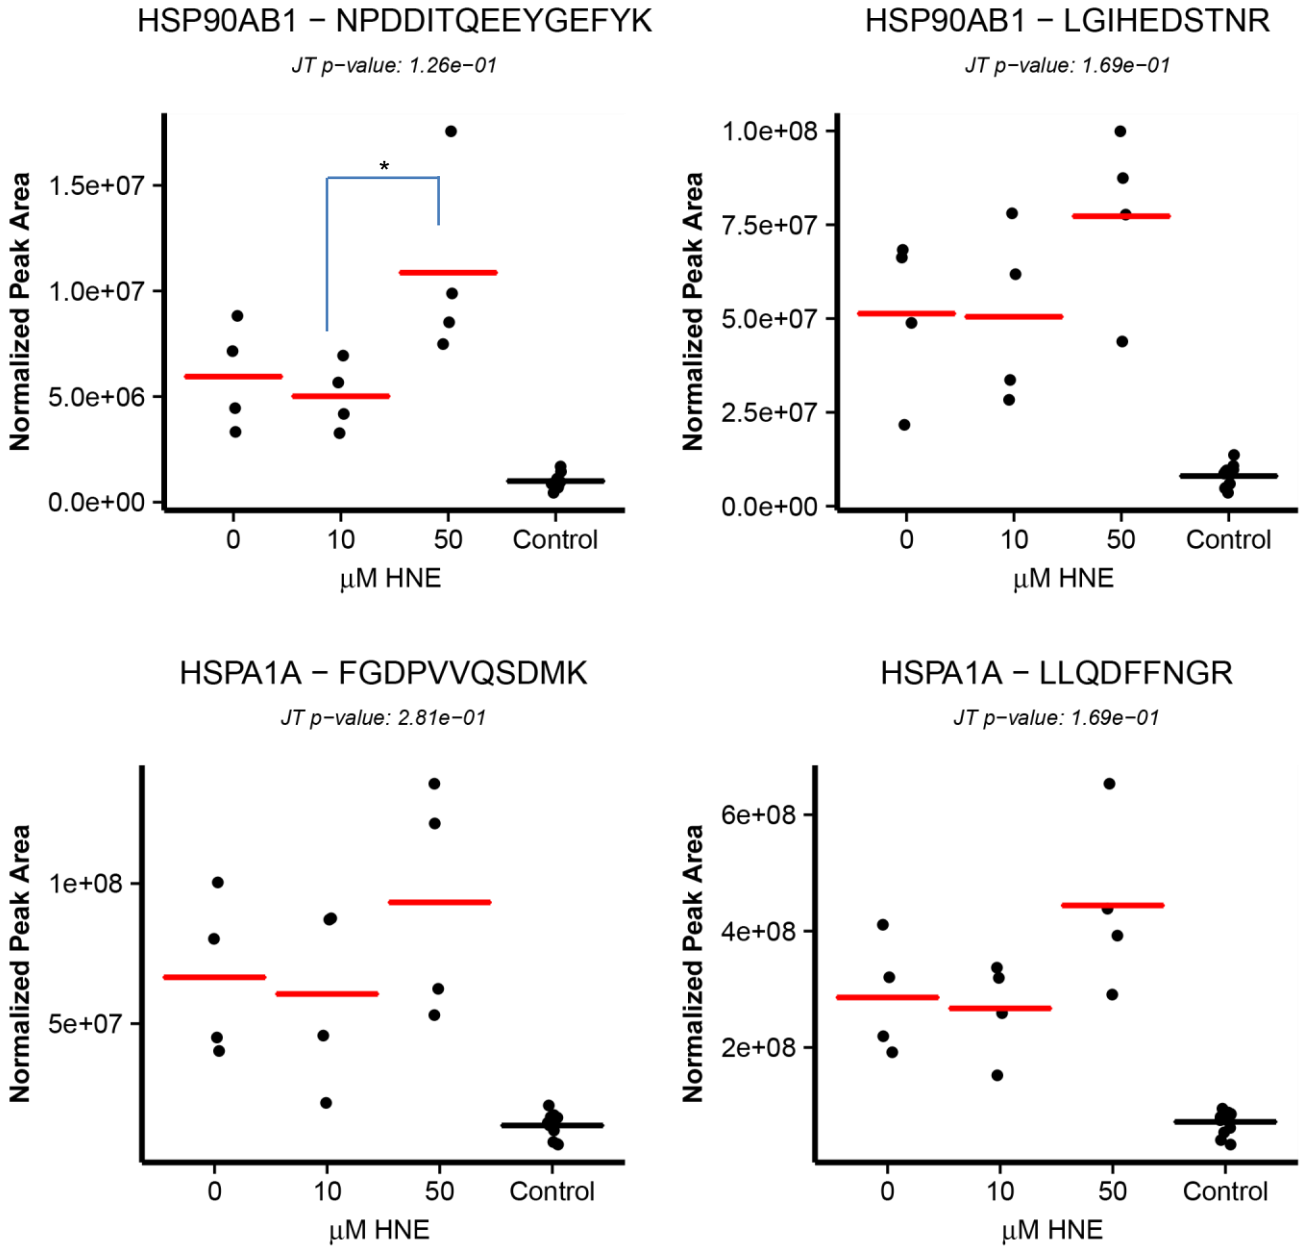 HSP90AB1 − NPDDITQEEYGEFYK
JT p−value: 1.26e−01
Normalized Peak Area
1.5e+07
1.0e+07
5.0e+06
0.0e+00
*
0 10 50 Control
μM HNE
HSP90AB1 − LGIHEDSTNR
JT p−value: 1.69e−01
Normalized Peak Area
1.0e+08
7.5e+07
5.0e+07
2.5e+07
0.0e+00
0 10 50 Control
μM HNE
HSPA1A − FGDPVVQSDMK
JT p−value: 2.81e−01
Normalized Peak Area
1e+08
5e+07
0 10 50 Control
μM HNE
HSPA1A − LLQDFFNGR
JT p−value: 1.69e−01
Normalized Peak Area
6e+08
4e+08
2e+08
0 10 50 Control
μM HNE